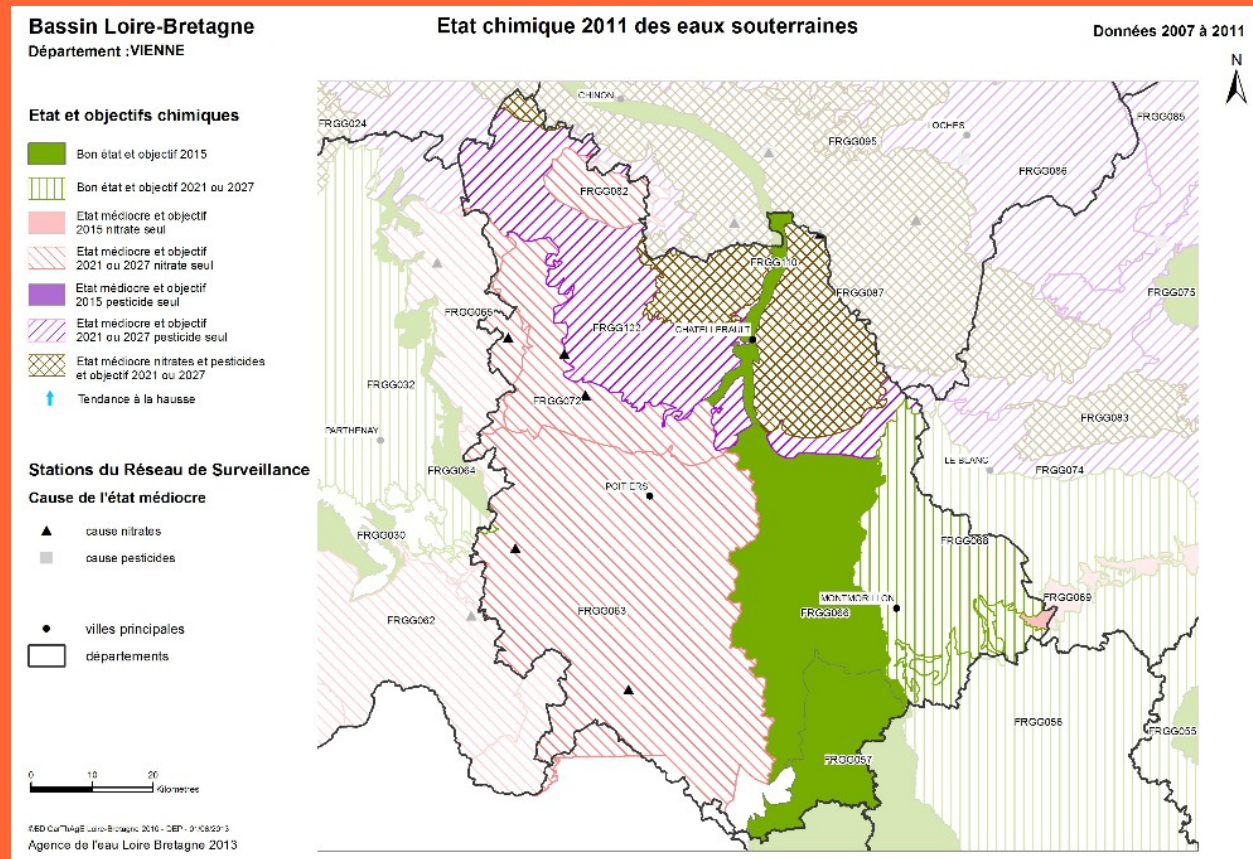 Bassin Loire-Bretagne
Département :VIENNE
Etat chimique 2011 des eaux souterraines
Données 2007 à 2011
N
Etat et objectifs chimiques
Bon état et objectif 2015
Bon état et objectif 2021 ou 2027
Etat médiocre et objectif
2015 nitrate seul
Etat médiocre et objectif
2021 ou 2027 nitrate seul
Etat médiocre et objectif
2015 pesticide seul
Etat médiocre et objectif
2021 ou 2027 pesticide seul
Etat médiocre nitrates et pesticides
et objectif 2021 ou 2027
Tendance à la hausse
Stations du Réseau de Surveillance
Cause de l'état médiocre
cause nitrates
cause pesticides
villes principales
départements
0 10 20
Kilomètres
Agence de l'eau Loire Bretagne 2013
CHINON
FRGG024
FRGG095
OCHES
FRGG085
FRGG086
FRGG082
FRGG110
FRGG087
FRGG075
FRGG065
FRGG122
CHATELLERAULT
FRGG032
FRGG072
FRGG083
PARTHENAY
FRGG064
LE BLANC
FRGG074
POITIERS
FRGG030
FRGG068
MONTMORILLON
FRGG069
FRGG063
FRGG066
FRGG062
FRGG056
FRGG055
FRGG057